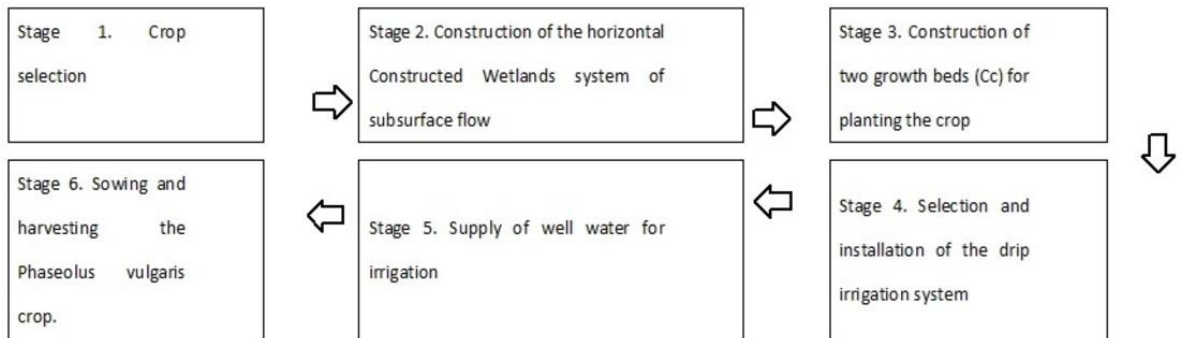 Stage 1. Crop
selection
Stage 2. Construction of the horizontal
Constructed Wetlands system of
subsurface flow
Stage 3. Construction of
two growth beds (Cc) for
planting the crop
Stage 4. Selection and
installation of the drip
irrigation system
Stage 5. Supply of well water for
irrigation
Stage 6. Sowing and
harvesting the
Phaseolus vulgaris
crop.